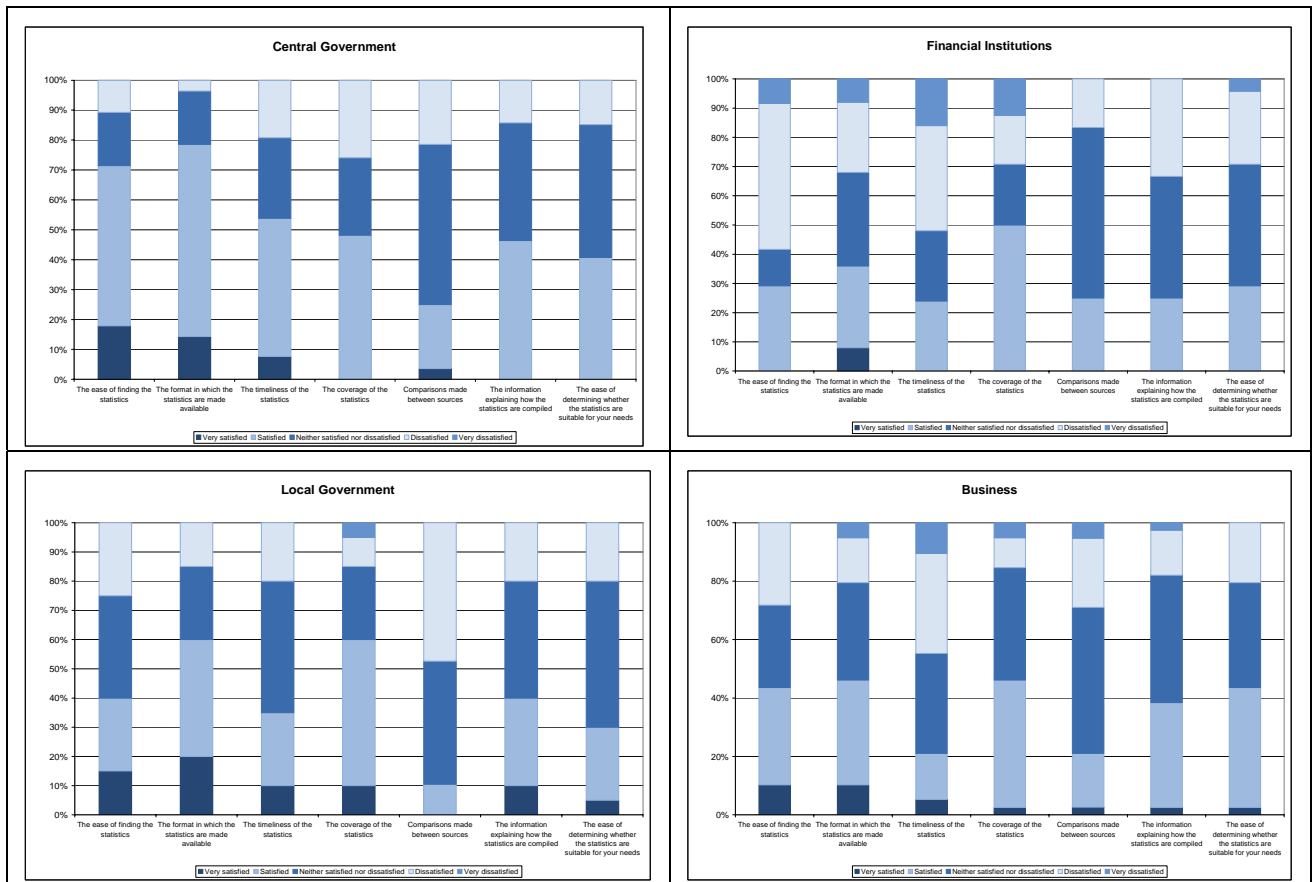 Central Government
100%
90%
80%
70%
60%
50%
40%
30%
20%
10%
0%
The ease of finding the
statistics
The format in which the
statistics are made
available
The timeliness of the
statistics
The coverage of the
statistics
Comparisons made
between sources
The information
explaining how the
statistics are compiled
The ease of
determining whether
the statistics are
suitable for your needs
Very satisfied Satisfied Neither satisfied nor dissatisfied Dissatisfied Very dissatisfied
Financial Institutions
100%
90%
80%
70%
60%
50%
40%
30%
20%
10%
0%
The ease of finding the
statistics
The format in which the
statistics are made
available
The timeliness of the
statistics
The coverage of the
statistics
Comparisons made
between sources
The information
explaining how the
statistics are compiled
The ease of
determining whether
the statistics are
suitable for your needs
Very satisfied Satisfied Neither satisfied nor dissatisfied Dissatisfied Very dissatisfied
Local Government
100%
90%
80%
70%
60%
50%
40%
30%
20%
10%
0%
The ease of finding the
statistics
The format in which the
statistics are made
available
The timeliness of the
statistics
The coverage of the
statistics
Comparisons made
between sources
The information
explaining how the
statistics are compiled
The ease of
determining whether
the statistics are
suitable for your needs
Very satisfied Satisfied Neither satisfied nor dissatisfied Dissatisfied Very dissatisfied
Business
100%
90%
80%
70%
60%
50%
40%
30%
20%
10%
0%
The ease of finding the
statistics
The format in which the
statistics are made
available
The timeliness of the
statistics
The coverage of the
statistics
Comparisons made
between sources
The information
explaining how the
statistics are compiled
The ease of
determining whether
the statistics are
suitable for your needs
Very satisfied Satisfied Neither satisfied nor dissatisfied Dissatisfied Very dissatisfied